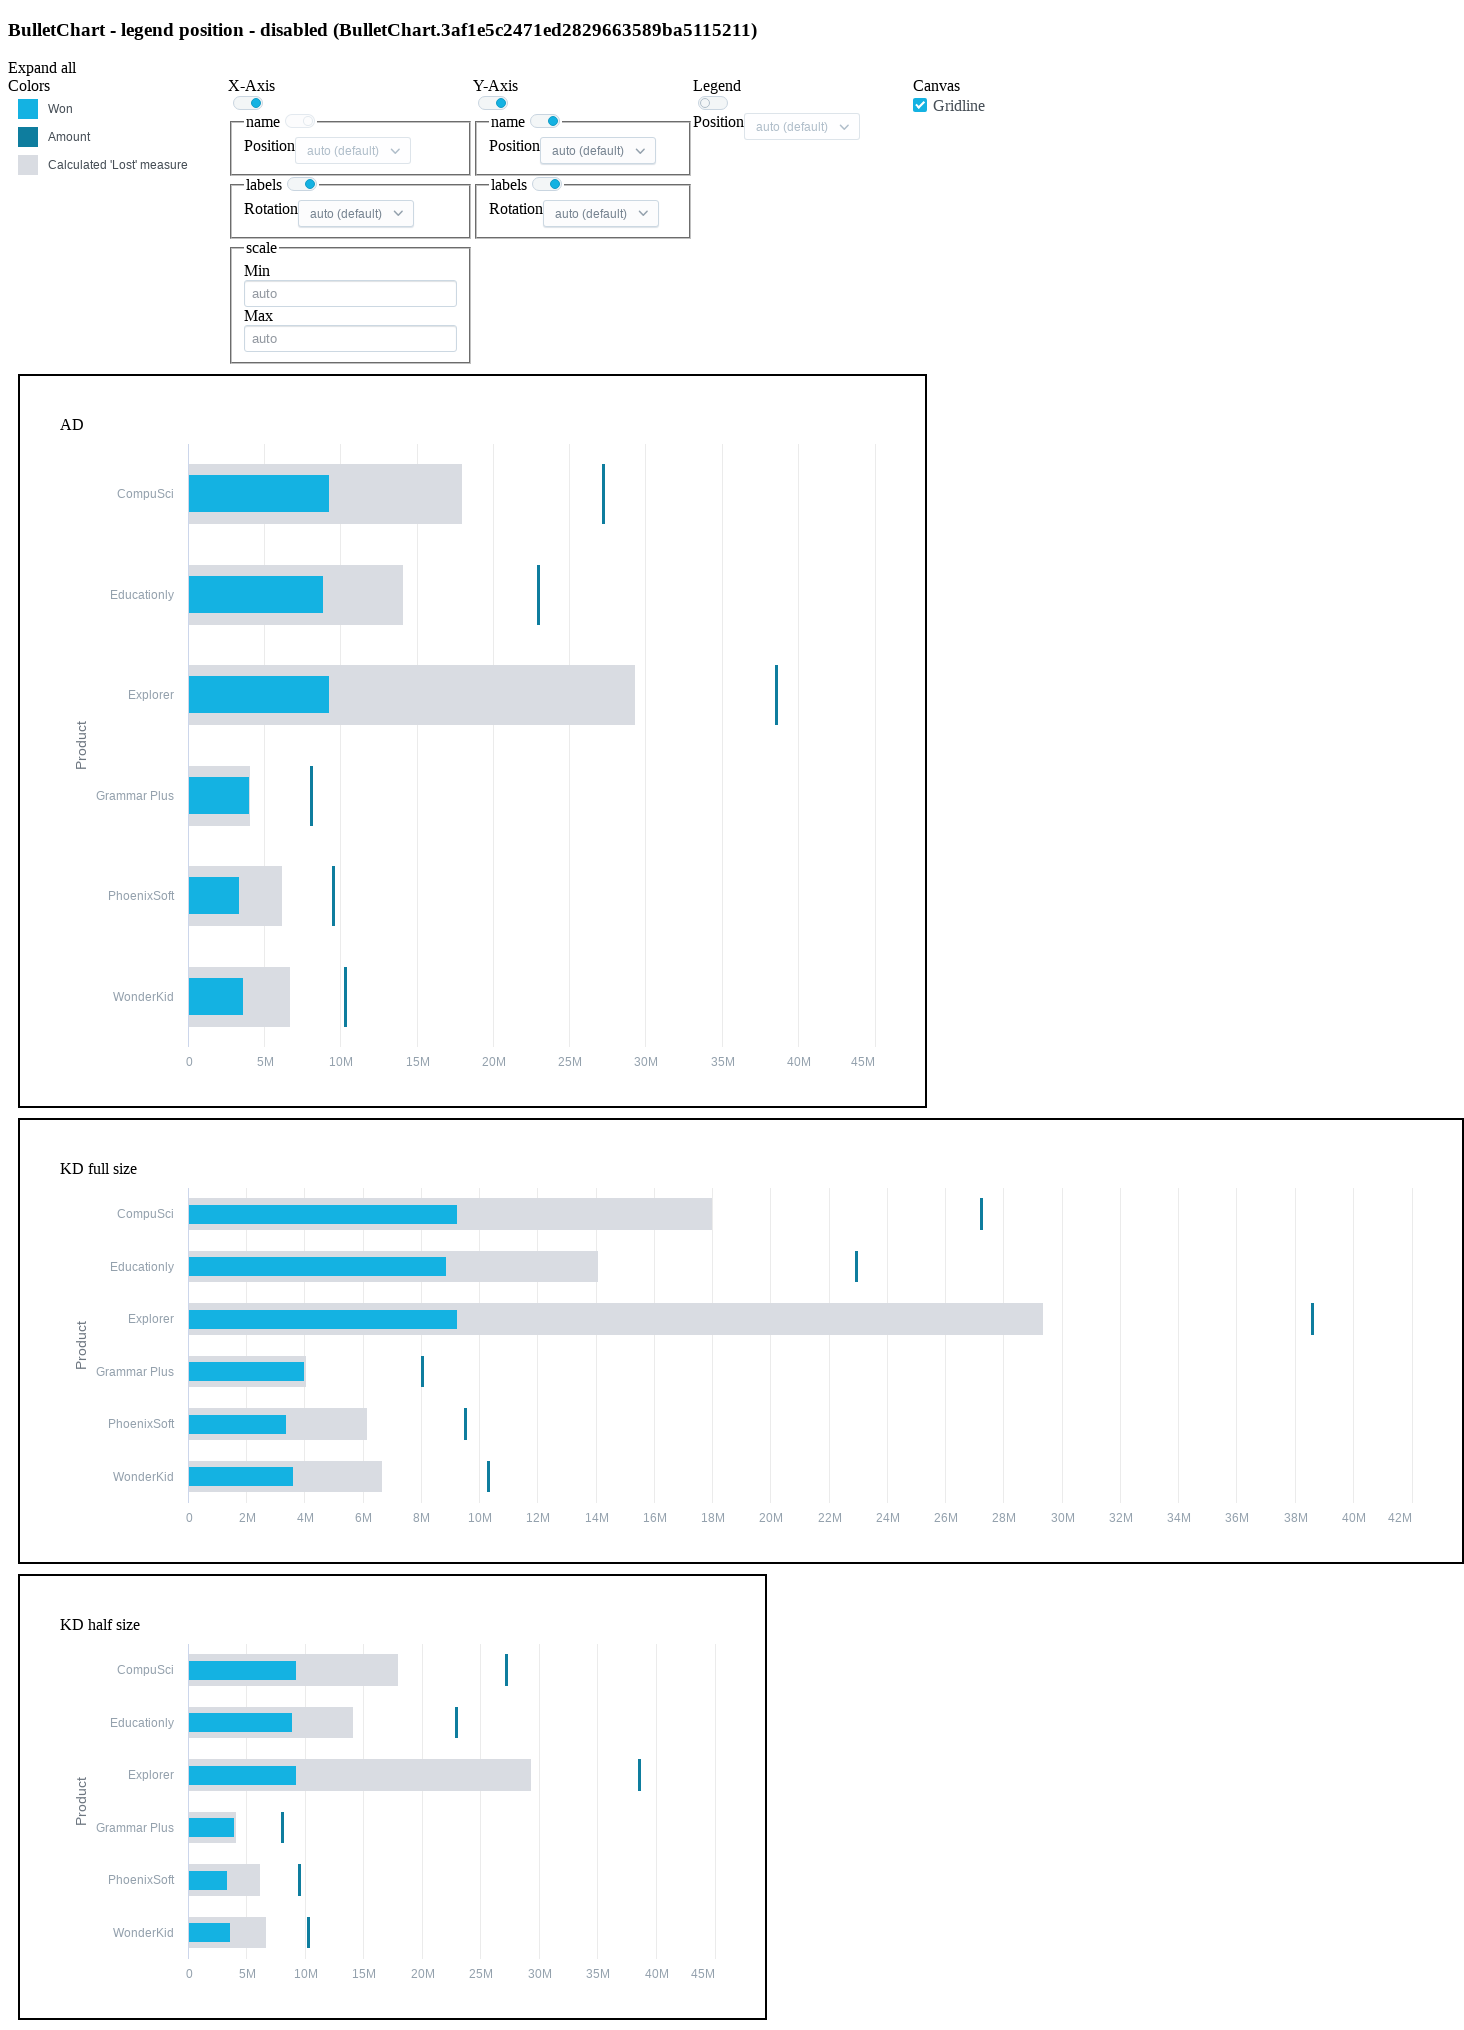 BulletChart - legend position - disabled (BulletChart.3af1e5c2471ed2829663589ba5115211)
Expand all
Colors
Won
Amount
Calculated 'Lost' measure
X-Axis
name
Position auto (default)
labels
Rotation auto (default)
scale
Min
auto
Max
auto
Y-Axis
name
Position auto (default)
labels
Rotation auto (default)
Legend
Position auto (default)
Canvas
Gridline
AD
Product
CompuSci
Educationly
Explorer
Grammar Plus
PhoenixSoft
WonderKid
0 5M 10M 15M 20M 25M 30M 35M 40M 45M
KD full size
Product
CompuSci
Educationly
Explorer
Grammar Plus
PhoenixSoft
WonderKid
0 2M 4M 6M 8M 10M 12M 14M 16M 18M 20M 22M 24M 26M 28M 30M 32M 34M 36M 38M 40M 42M
KD half size
Product
CompuSci
Educationly
Explorer
Grammar Plus
PhoenixSoft
WonderKid
0 5M 10M 15M 20M 25M 30M 35M 40M 45M